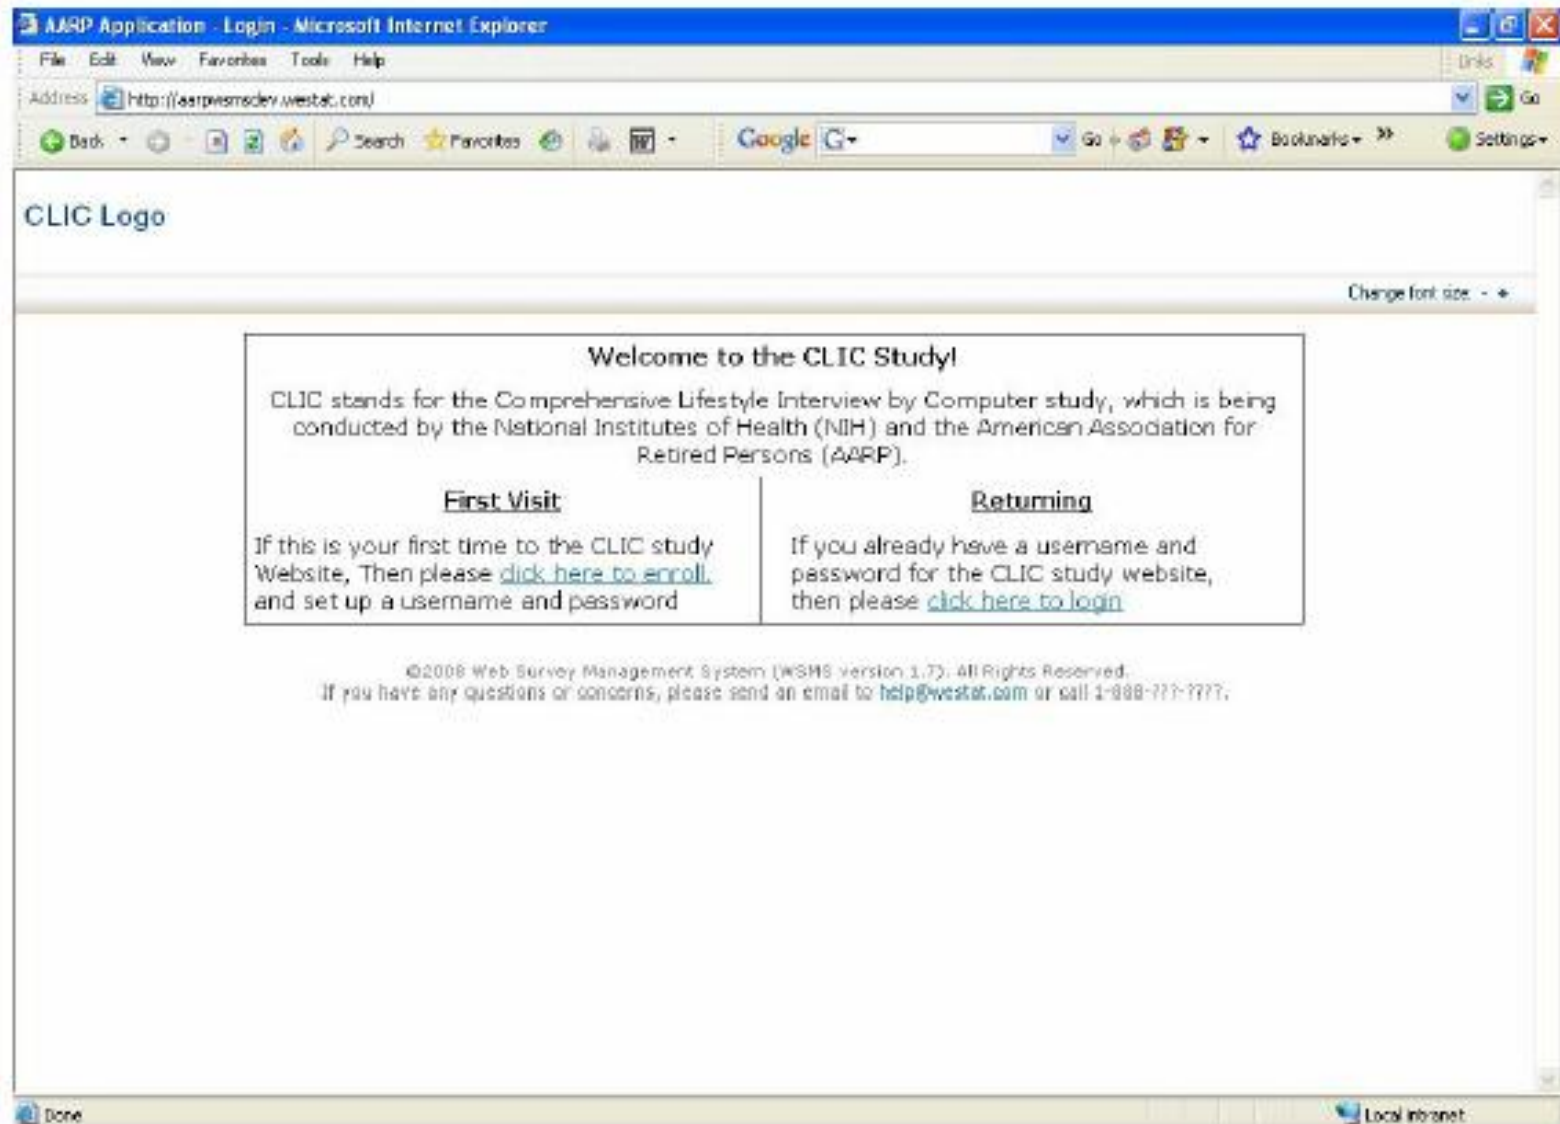 AARP Application - Login - Microsoft Internet Explorer
File Edit View Favorites Tools Help Links
Address http://aarpwsmsdev.westat.com/ Go
Back Search Favorites Google G Go Bookmarks Settings
CLIC Logo
Change font size: - +
Welcome to the CLIC Study!
CLIC stands for the Comprehensive Lifestyle Interview by Computer study, which is being
conducted by the National Institutes of Health (NIH) and the American Association for
Retired Persons (AARP).
First Visit
If this is your first time to the CLIC study
Website, Then please click here to enroll,
and set up a username and password
Returning
If you already have a username and
password for the CLIC study website,
then please click here to login
©2008 Web Survey Management System (WSMS version 1.7). All Rights Reserved.
If you have any questions or concerns, please send an email to help@westat.com or call 1-888-???-????.
Done Local intranet